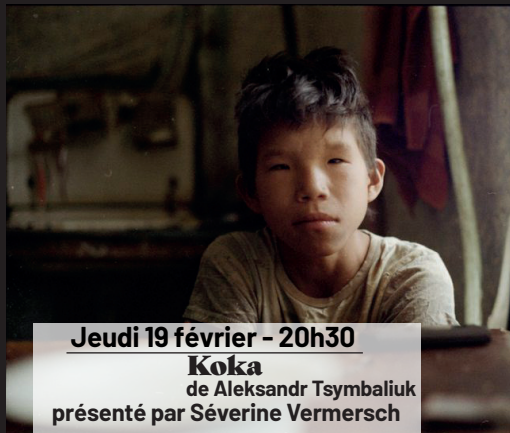 Jeudi 19 février - 20h30
Koka
de Aleksandr Tsymbaliuk
présenté par Séverine Vermersch